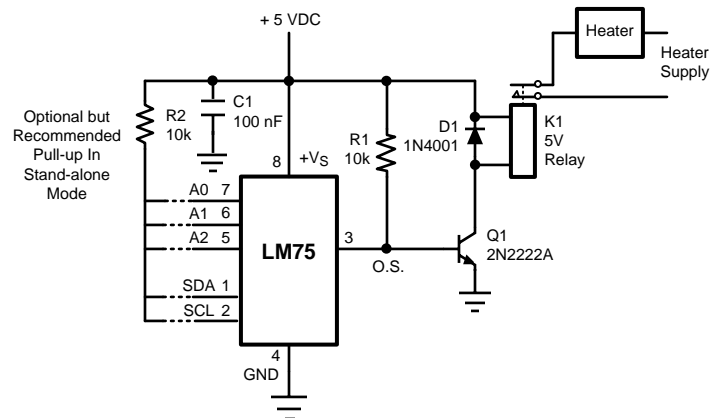 + 5 VDC
Heater
Heater
Supply
Optional but
Recommended
Pull-up In
Stand-alone
Mode
R2
10k
C1
100 nF
R1
10k
D1
1N4001
K1
5V
Relay
8
+VS
A0 7
A1 6
A2 5
LM75
3
O.S.
Q1
2N2222A
SDA 1
SCL 2
4
GND